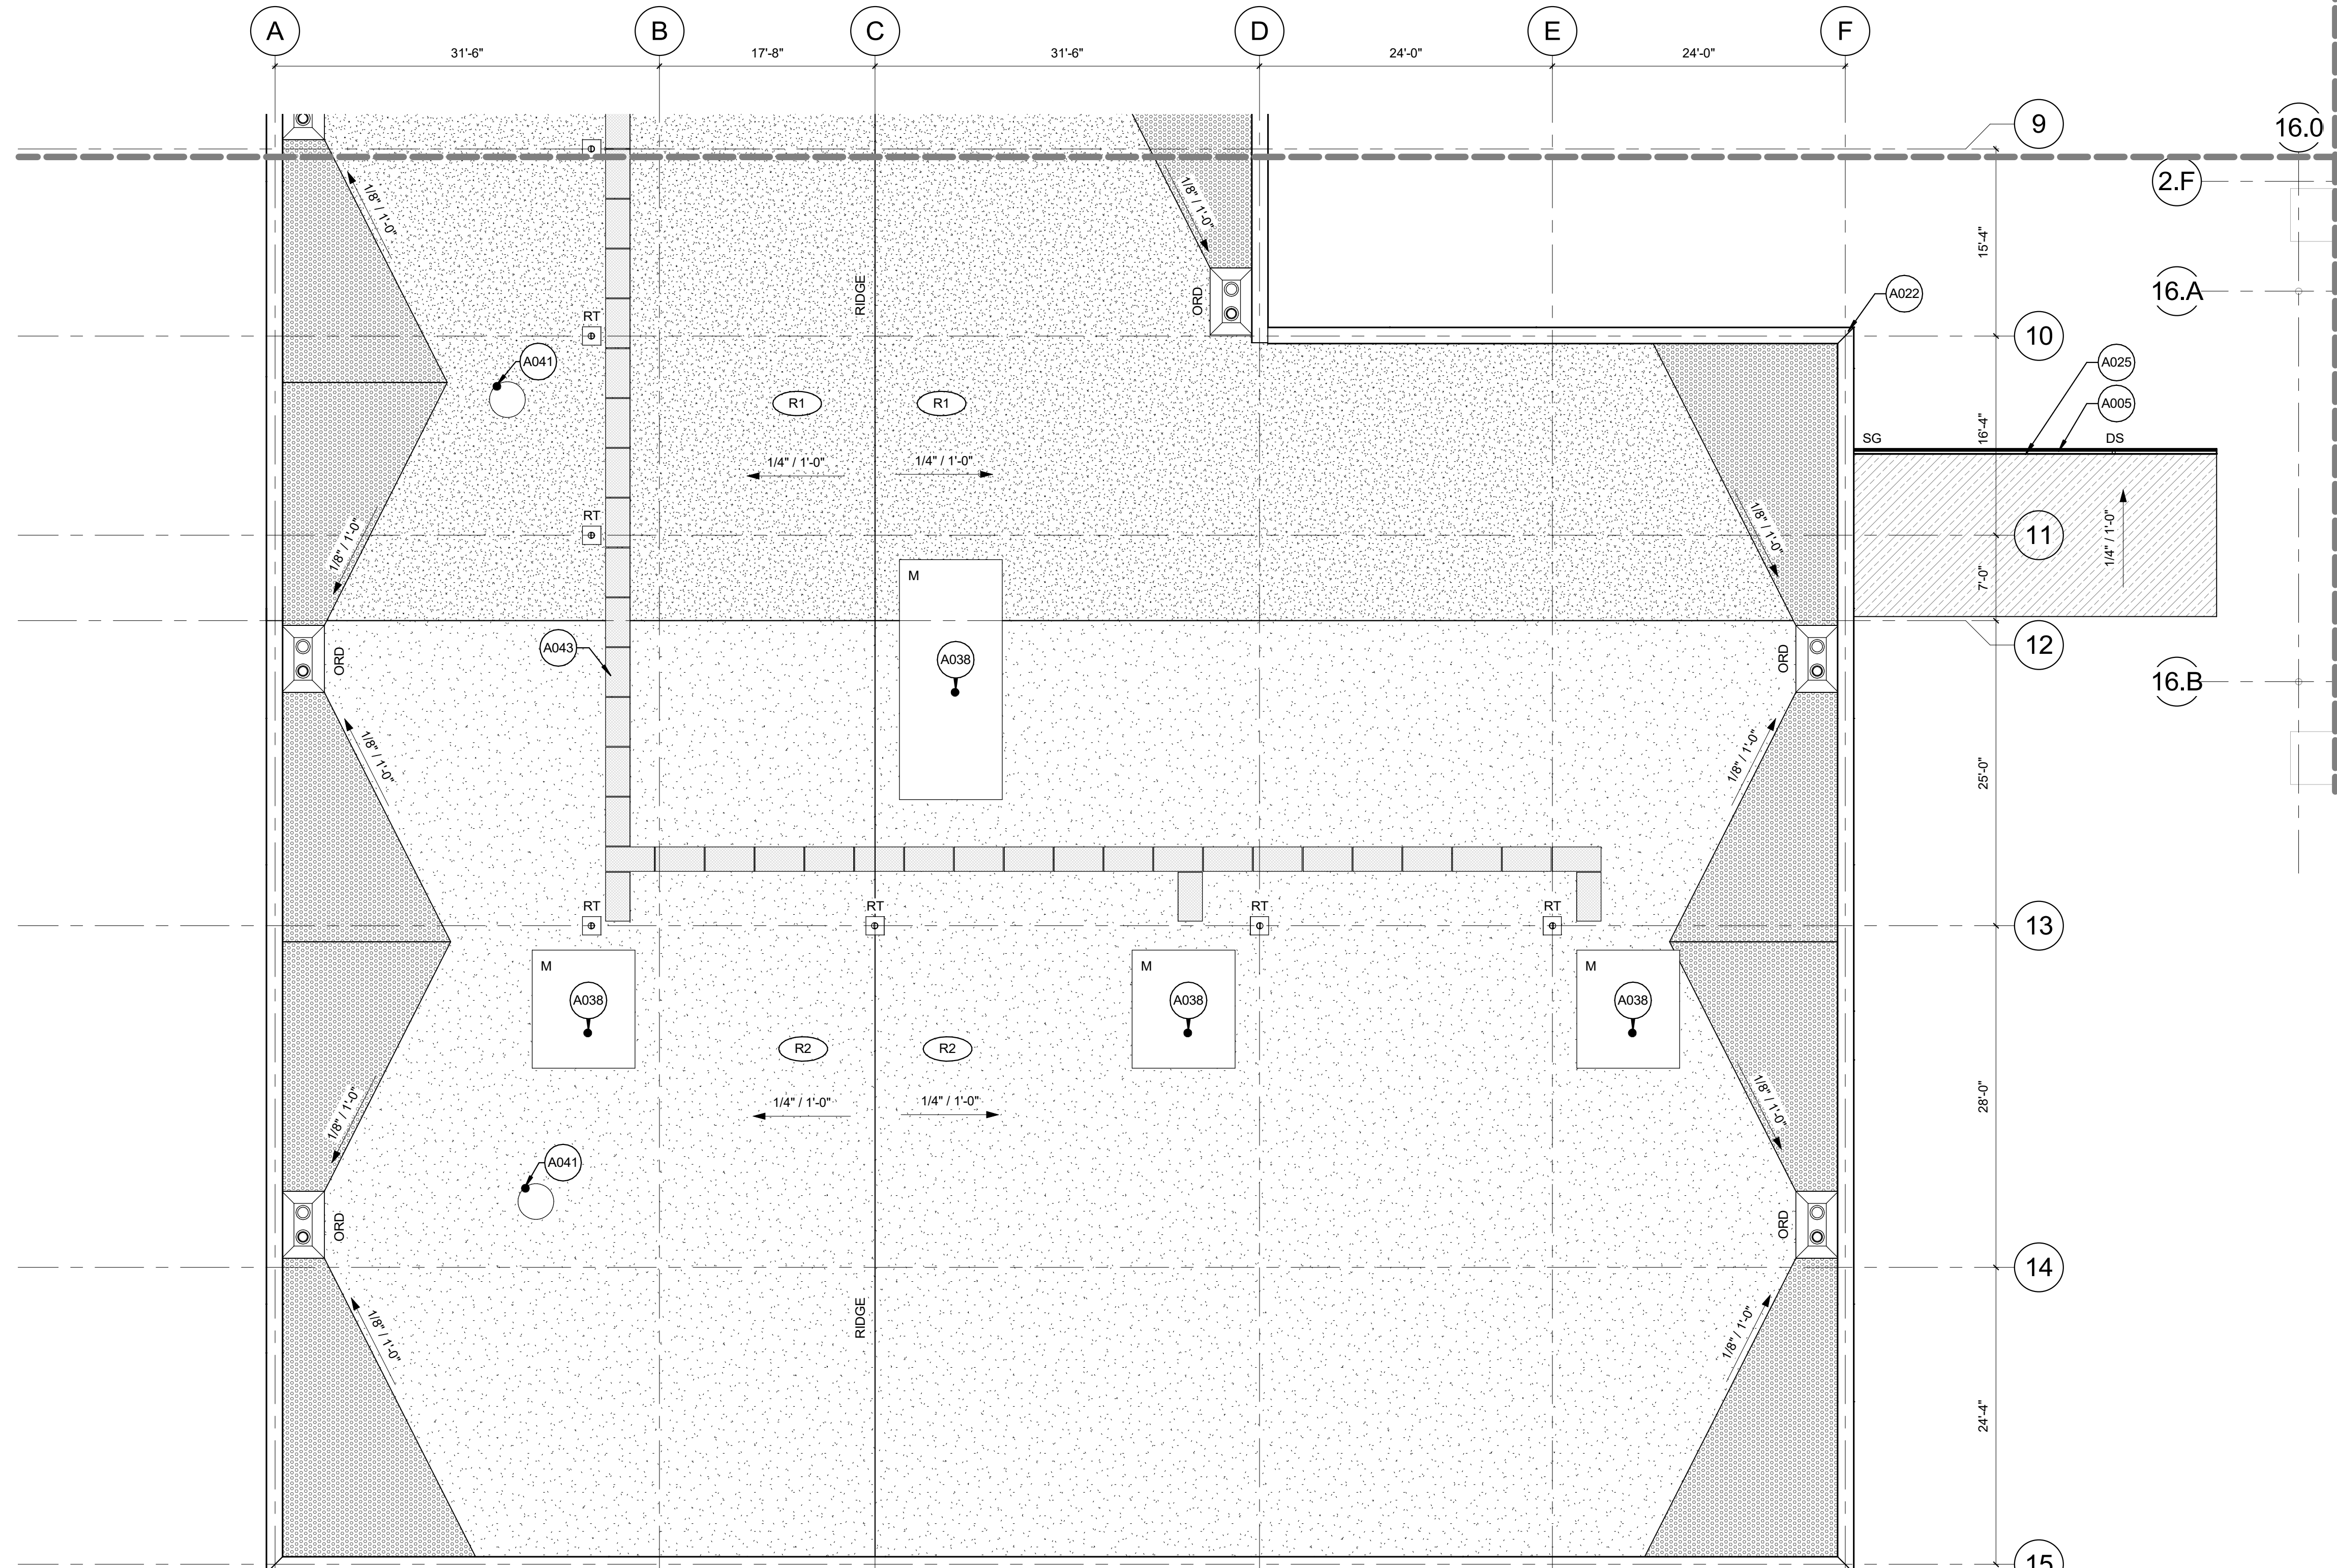 A B C D E F
31'-6" 17'-8" 31'-6" 24'-0" 24'-0"
9
16.0
2.F
1/8" / 1'-0"
1/8" / 1'-0"
15'-4"
RIDGE
ORD
A022
16.A
RT
10
A041
A025
R1
R1
A005
16'-4"
SG
DS
1/4" / 1'-0"
1/4" / 1'-0"
RT
1/8" / 1'-0"
1/8" / 1'-0"
11
1/4" / 1'-0"
M
7'-0"
A043
ORD
A038
ORD
12
16.B
1/8" / 1'-0"
1/8" / 1'-0"
25'-0"
RT
RT
RT
RT
13
M
M
M
A038
A038
A038
R2
R2
1/4" / 1'-0"
1/4" / 1'-0"
1/8" / 1'-0"
1/8" / 1'-0"
28'-0"
A041
ORD
ORD
14
RIDGE
1/8" / 1'-0"
1/8" / 1'-0"
24'-4"
15